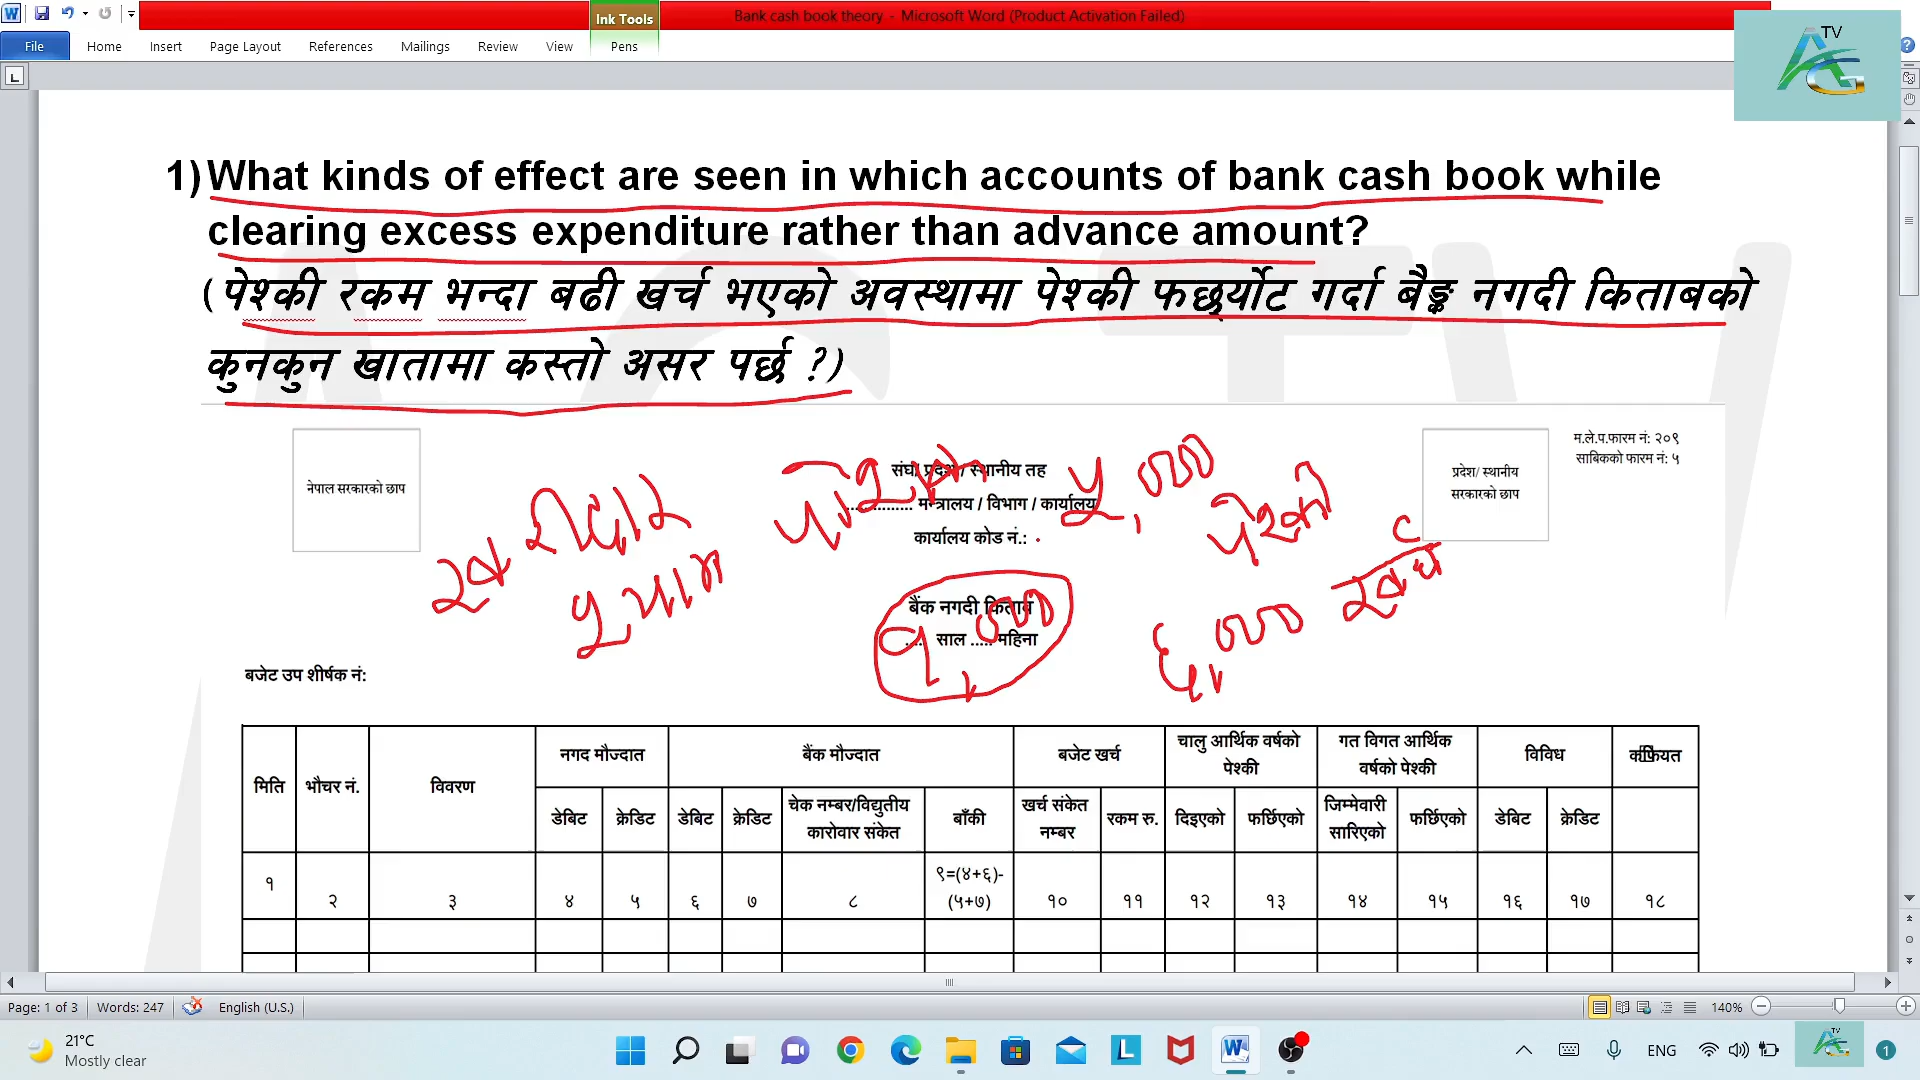 Ink Tools
Bank cash book theory - Microsoft Word (Product Activation Failed)
File Home Insert Page Layout References Mailings Review View Pens
TV
1) What kinds of effect are seen in which accounts of bank cash book while
clearing excess expenditure rather than advance amount?
(पेश्की रकम भन्दा बढी खर्च भएको अवस्थामा पेश्की फर्छ्यौट गर्दा बैङ्क नगदी किताबको
कुनकुन खातामा कस्तो असर पर्छ ?)
नेपाल सरकारको छाप
संघ/ प्रदेश / स्थानीय तह
............... मन्त्रालय / विभाग / कार्यालय
कार्यालय कोड नं.:
प्रदेश/ स्थानीय
सरकारको छाप
म.ले.प.फारम नं: २०९
साबिकको फारम नं: ५
५,००० पेश्की
६,००० खर्च
१,०००
बैंक नगदी किताब
..... साल ..... महिना
बजेट उप शीर्षक नं:
मिति भौचर नं. विवरण नगद मौज्दात बैंक मौज्दात बजेट खर्च चालु आर्थिक वर्षको पेश्की गत विगत आर्थिक वर्षको पेश्की विविध कैफियत
डेबिट क्रेडिट डेबिट क्रेडिट चेक नम्बर/विद्युतीय कारोवार संकेत बाँकी खर्च संकेत नम्बर रकम रु. दिइएको फर्छिएको जिम्मेवारी सारिएको फर्छिएको डेबिट क्रेडिट
१ २ ३ ४ ५ ६ ७ ८ ९=(४+६)-(५+७) १० ११ १२ १३ १४ १५ १६ १७ १८
Page: 1 of 3 Words: 247 English (U.S.) 140%
21°C
Mostly clear
ENG
TV
1